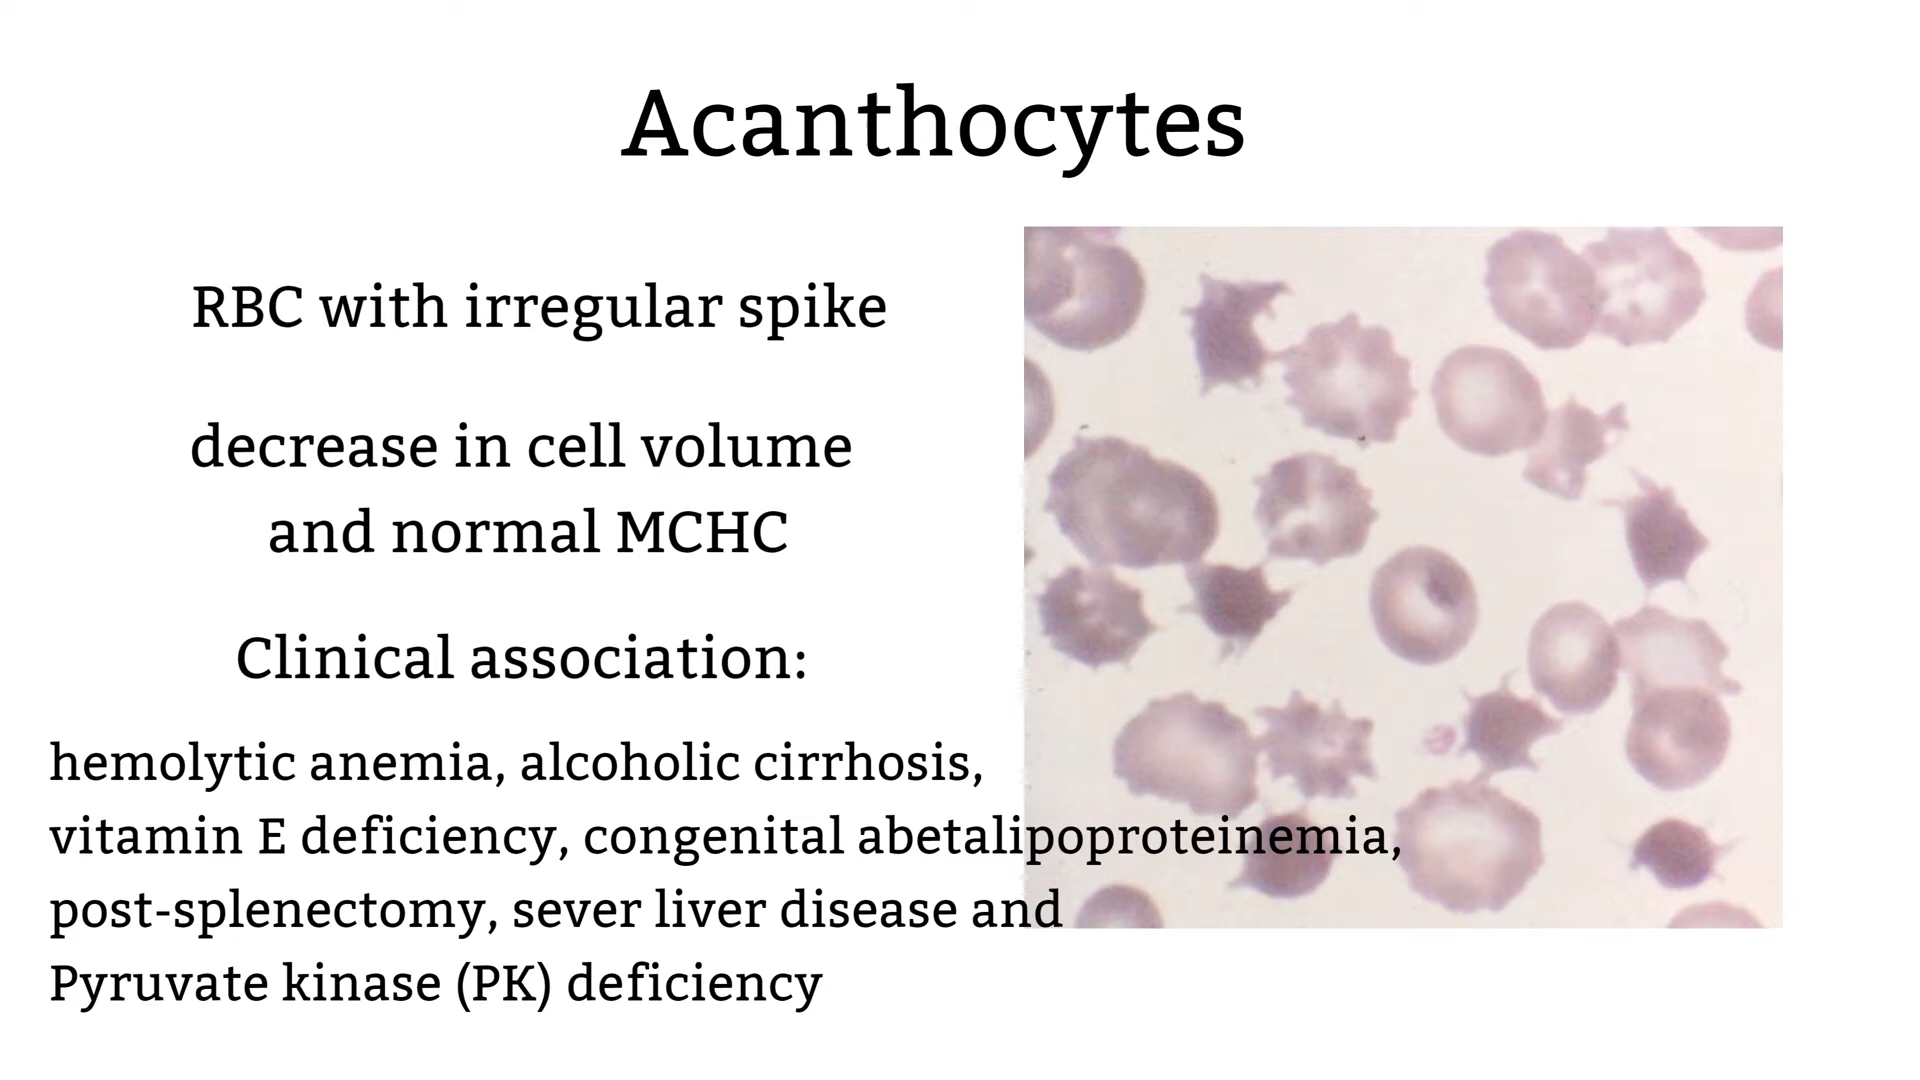 Acanthocytes
RBC with irregular spike
decrease in cell volume
and normal MCHC
Clinical association:
hemolytic anemia, alcoholic cirrhosis,
vitamin E deficiency, congenital abetalipoproteinemia,
post-splenectomy, sever liver disease and
Pyruvate kinase (PK) deficiency